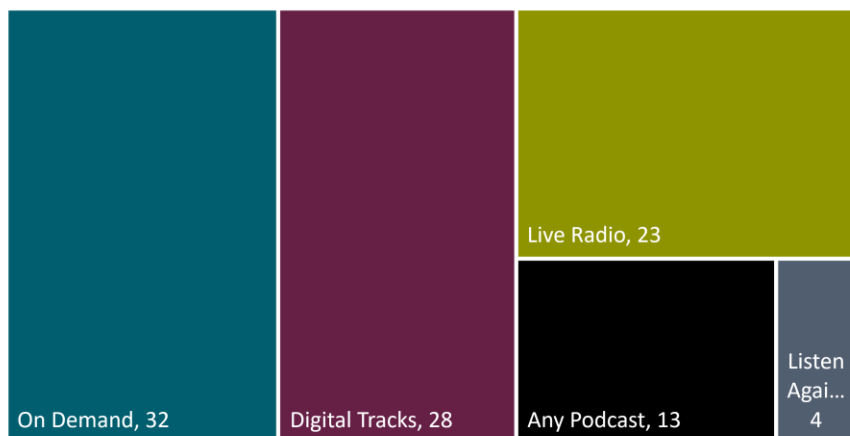 Live Radio, 23
On Demand, 32
Digital Tracks, 28
Any Podcast, 13
Listen
Agai...
4